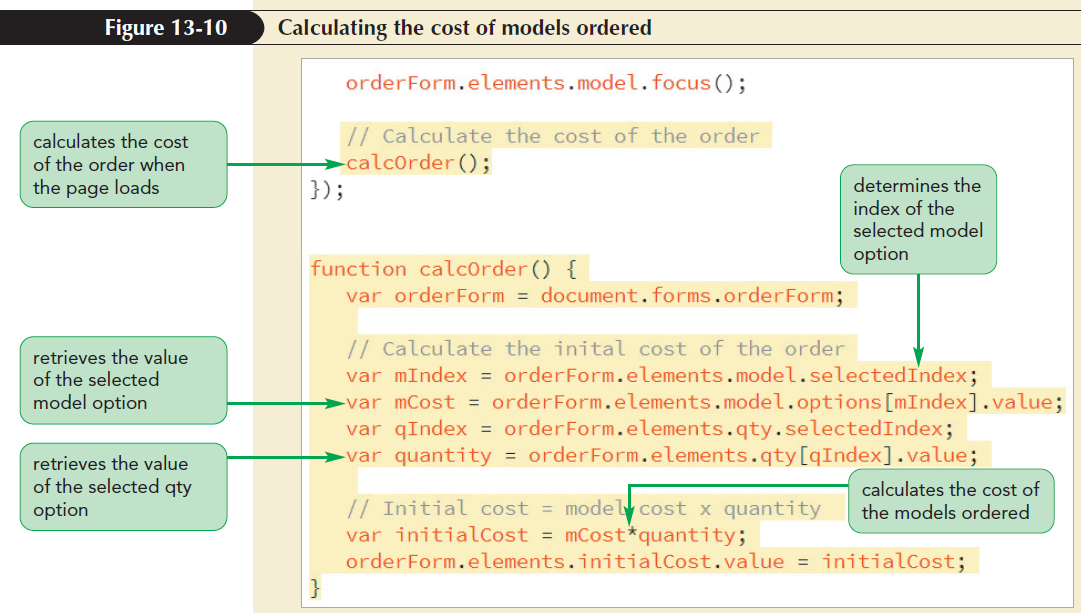 Figure 13-10 Calculating the cost of models ordered
orderForm.elements.model.focus();
// Calculate the cost of the order
calcOrder();
});
calculates the cost
of the order when
the page loads
determines the
index of the
selected model
option
function calcOrder() {
var orderForm = document.forms.orderForm;
// Calculate the inital cost of the order
var mIndex = orderForm.elements.model.selectedIndex;
var mCost = orderForm.elements.model.options[mIndex].value;
var qIndex = orderForm.elements.qty.selectedIndex;
var quantity = orderForm.elements.qty[qIndex].value;
retrieves the value
of the selected
model option
retrieves the value
of the selected qty
option
// Initial cost = model cost x quantity
var initialCost = mCost*quantity;
orderForm.elements.initialCost.value = initialCost;
}
calculates the cost of
the models ordered